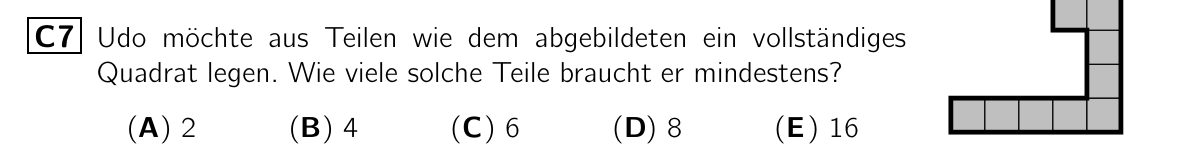 C7 Udo möchte aus Teilen wie dem abgebildeten ein vollständiges
Quadrat legen. Wie viele solche Teile braucht er mindestens?
(A) 2 (B) 4 (C) 6 (D) 8 (E) 16